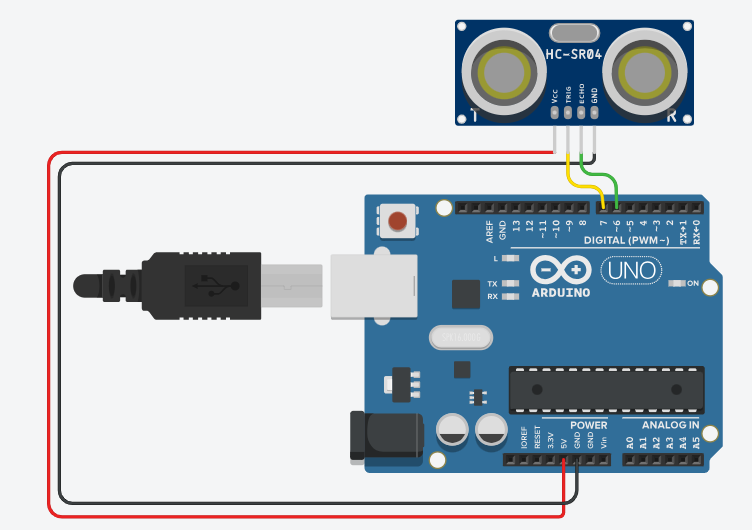 HC-SR04
T
VCC
TRIG
ECHO
GND
R
AREF
GND
13
12
~11
~10
~9
8
7
~6
~5
4
~3
2
TX→1
RX←0
DIGITAL (PWM~)
L
TX
RX
ARDUINO
UNO
ON
POWER
ANALOG IN
IOREF
RESET
3.3V
5V
GND
GND
Vin
A0
A1
A2
A3
A4
A5